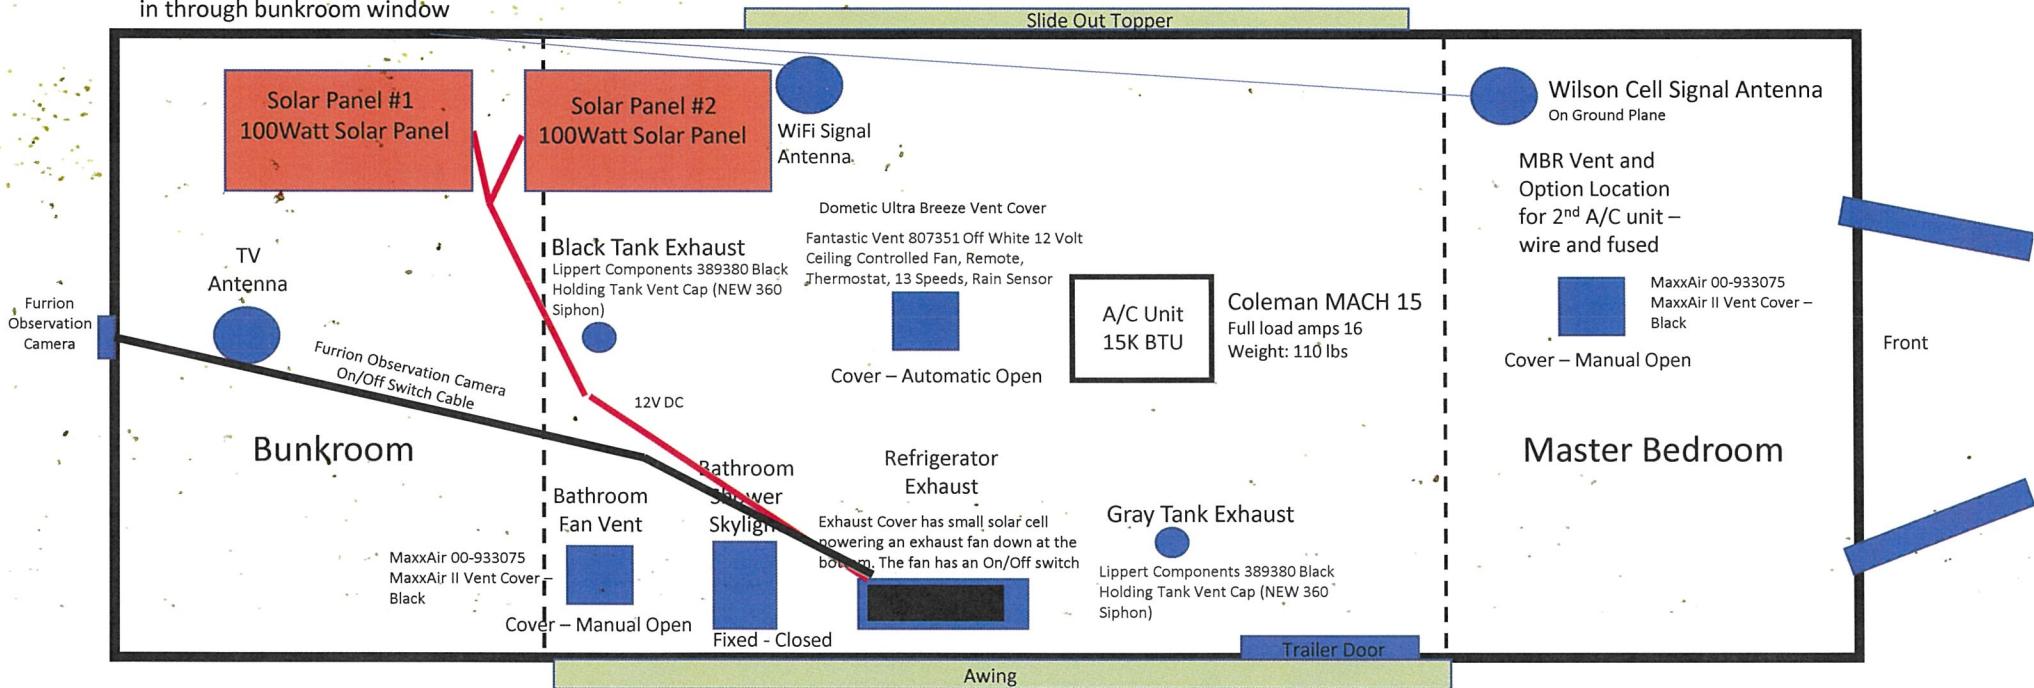 in through bunkroom window
Slide Out Topper
Solar Panel #1
100Watt Solar Panel
Solar Panel #2
100Watt Solar Panel
WiFi Signal
Antenna
Wilson Cell Signal Antenna
On Ground Plane
MBR Vent and
Option Location
for 2nd A/C unit –
wire and fused
Dometic Ultra Breeze Vent Cover
Fantastic Vent 807351 Off White 12 Volt
Ceiling Controlled Fan, Remote,
Thermostat, 13 Speeds, Rain Sensor
Cover – Automatic Open
Black Tank Exhaust
Lippert Components 389380 Black
Holding Tank Vent Cap (NEW 360
Siphon)
TV
Antenna
Furrion
Observation
Camera
Furrion Observation Camera
On/Off Switch Cable
A/C Unit
15K BTU
Coleman MACH 15
Full load amps 16
Weight: 110 lbs
MaxxAir 00-933075
MaxxAir II Vent Cover –
Black
Cover – Manual Open
Front
12V DC
Bunkroom
Master Bedroom
Bathroom
Fan Vent
MaxxAir 00-933075
MaxxAir II Vent Cover –
Black
Cover – Manual Open
Bathroom
Shower
Skylight
Fixed - Closed
Refrigerator
Exhaust
Exhaust Cover has small solar cell
powering an exhaust fan down at the
bottom. The fan has an On/Off switch
Gray Tank Exhaust
Lippert Components 389380 Black
Holding Tank Vent Cap (NEW 360
Siphon)
Trailer Door
Awing